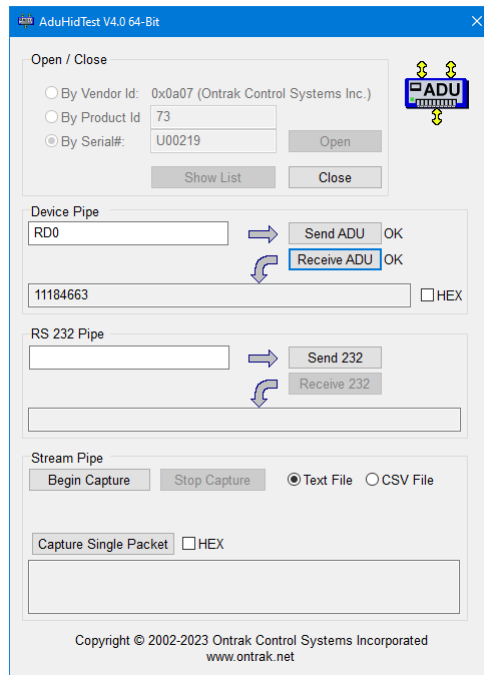 AduHidTest V4.0 64-Bit
Open / Close
By Vendor Id: 0x0a07 (Ontrak Control Systems Inc.)
By Product Id 73
By Serial#: U00219 Open
Show List Close
ADU
Device Pipe
RD0 Send ADU OK
Receive ADU OK
11184663 HEX
RS 232 Pipe
Send 232
Receive 232
Stream Pipe
Begin Capture Stop Capture Text File CSV File
Capture Single Packet HEX
Copyright © 2002-2023 Ontrak Control Systems Incorporated
www.ontrak.net